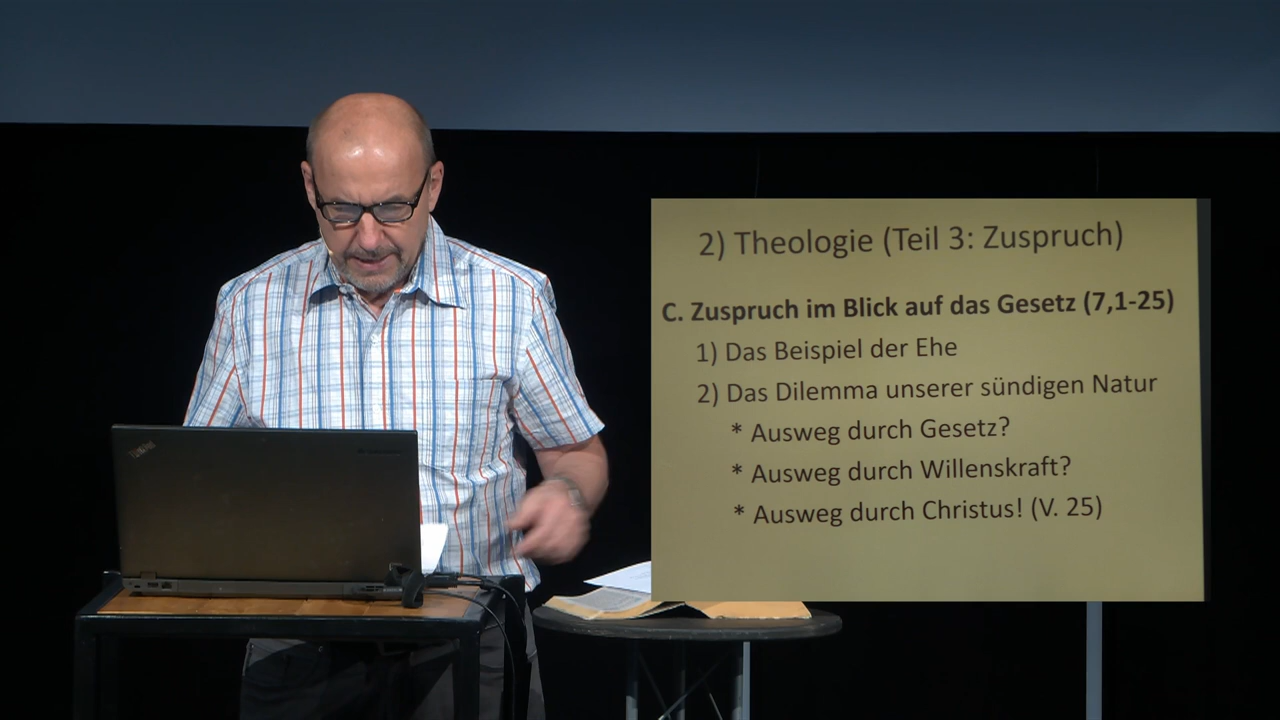 2) Theologie (Teil 3: Zuspruch)
C. Zuspruch im Blick auf das Gesetz (7,1-25)
1) Das Beispiel der Ehe
2) Das Dilemma unserer sündigen Natur
* Ausweg durch Gesetz?
* Ausweg durch Willenskraft?
* Ausweg durch Christus! (V. 25)
ThinkPad